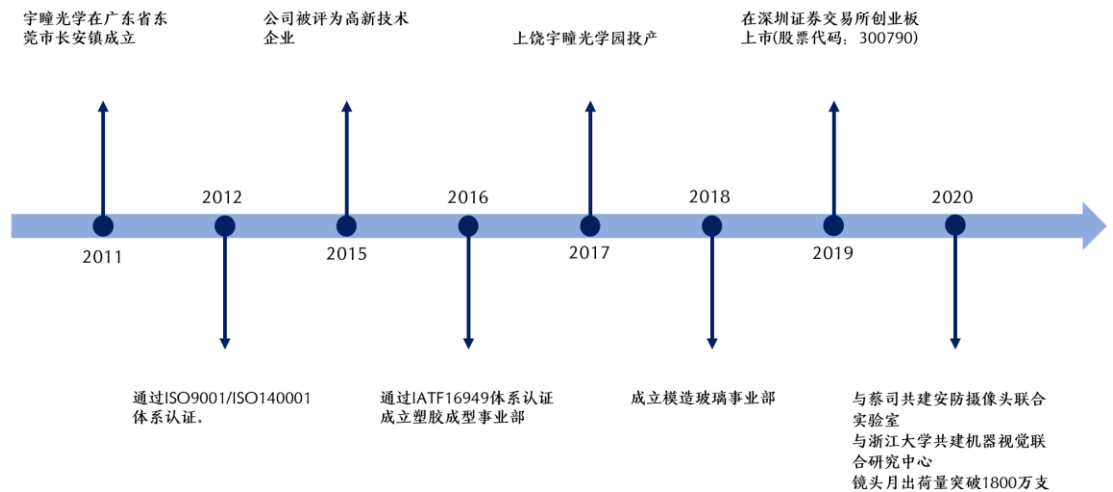 宇瞳光学在广东省东
莞市长安镇成立
公司被评为高新技术
企业
上饶宇瞳光学园投产
在深圳证券交易所创业板
上市(股票代码：300790)
2012
2016
2018
2020
2011
2015
2017
2019
通过ISO9001/ISO140001
体系认证。
通过IATF16949体系认证
成立塑胶成型事业部
成立模造玻璃事业部
与蔡司共建安防摄像头联合
实验室
与浙江大学共建机器视觉联
合研究中心
镜头月出荷量突破1800万支